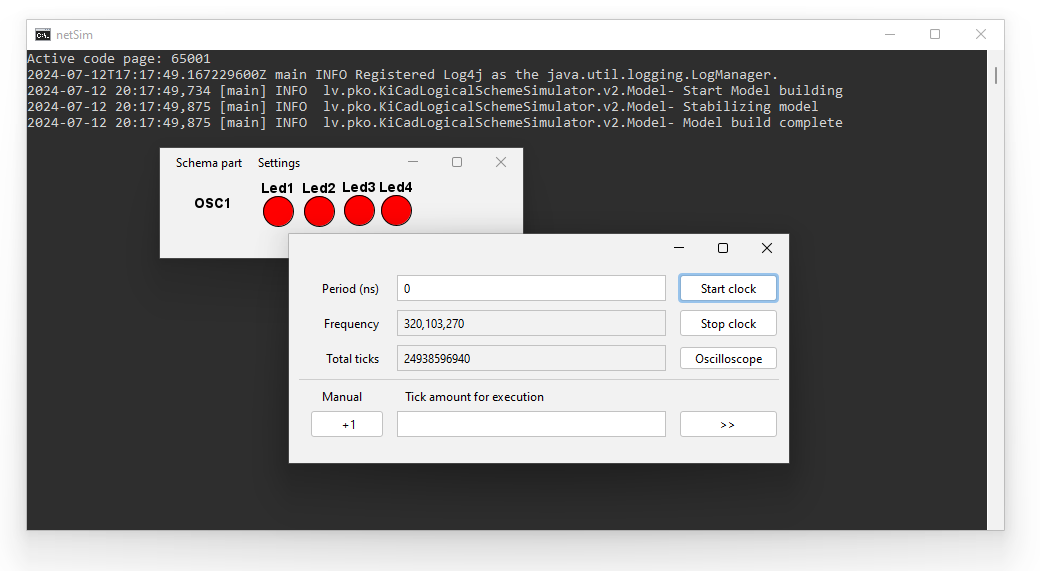 netSim
Active code page: 65001
2024-07-12T17:17:49.167229600Z main INFO Registered Log4j as the java.util.logging.LogManager.
2024-07-12 20:17:49,734 [main] INFO  lv.pko.KiCadLogicalSchemeSimulator.v2.Model- Start Model building
2024-07-12 20:17:49,875 [main] INFO  lv.pko.KiCadLogicalSchemeSimulator.v2.Model- Stabilizing model
2024-07-12 20:17:49,875 [main] INFO  lv.pko.KiCadLogicalSchemeSimulator.v2.Model- Model build complete
Schema part Settings
Led1 Led2 Led3 Led4
OSC1
Period (ns) 0 Start clock
Frequency 320,103,270 Stop clock
Total ticks 24938596940 Oscilloscope
Manual Tick amount for execution
+1 >>